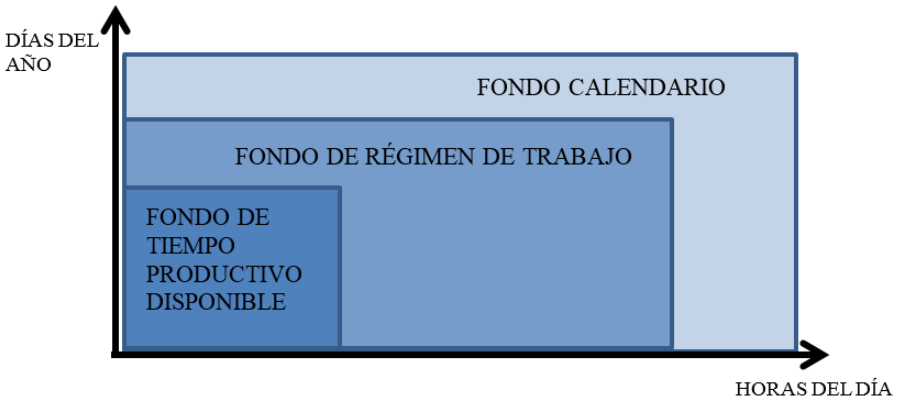 DÍAS DEL
AÑO
FONDO CALENDARIO
FONDO DE RÉGIMEN DE TRABAJO
FONDO DE
TIEMPO
PRODUCTIVO
DISPONIBLE
HORAS DEL DÍA